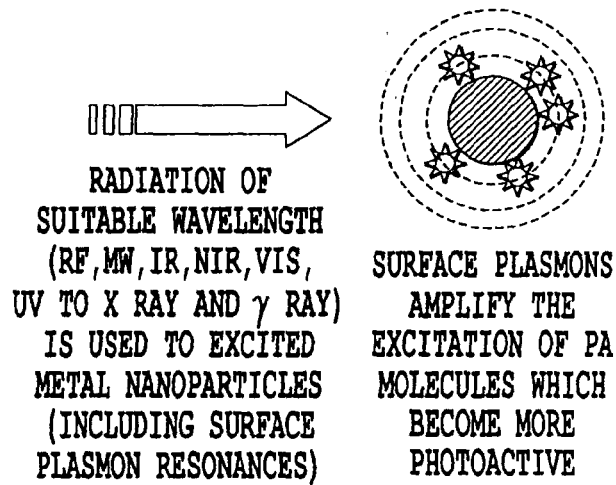 RADIATION OF
SUITABLE WAVELENGTH
(RF,MW,IR,NIR,VIS,
UV TO X RAY AND γ RAY)
IS USED TO EXCITED
METAL NANOPARTICLES
(INCLUDING SURFACE
PLASMON RESONANCES)
SURFACE PLASMONS
AMPLIFY THE
EXCITATION OF PA
MOLECULES WHICH
BECOME MORE
PHOTOACTIVE